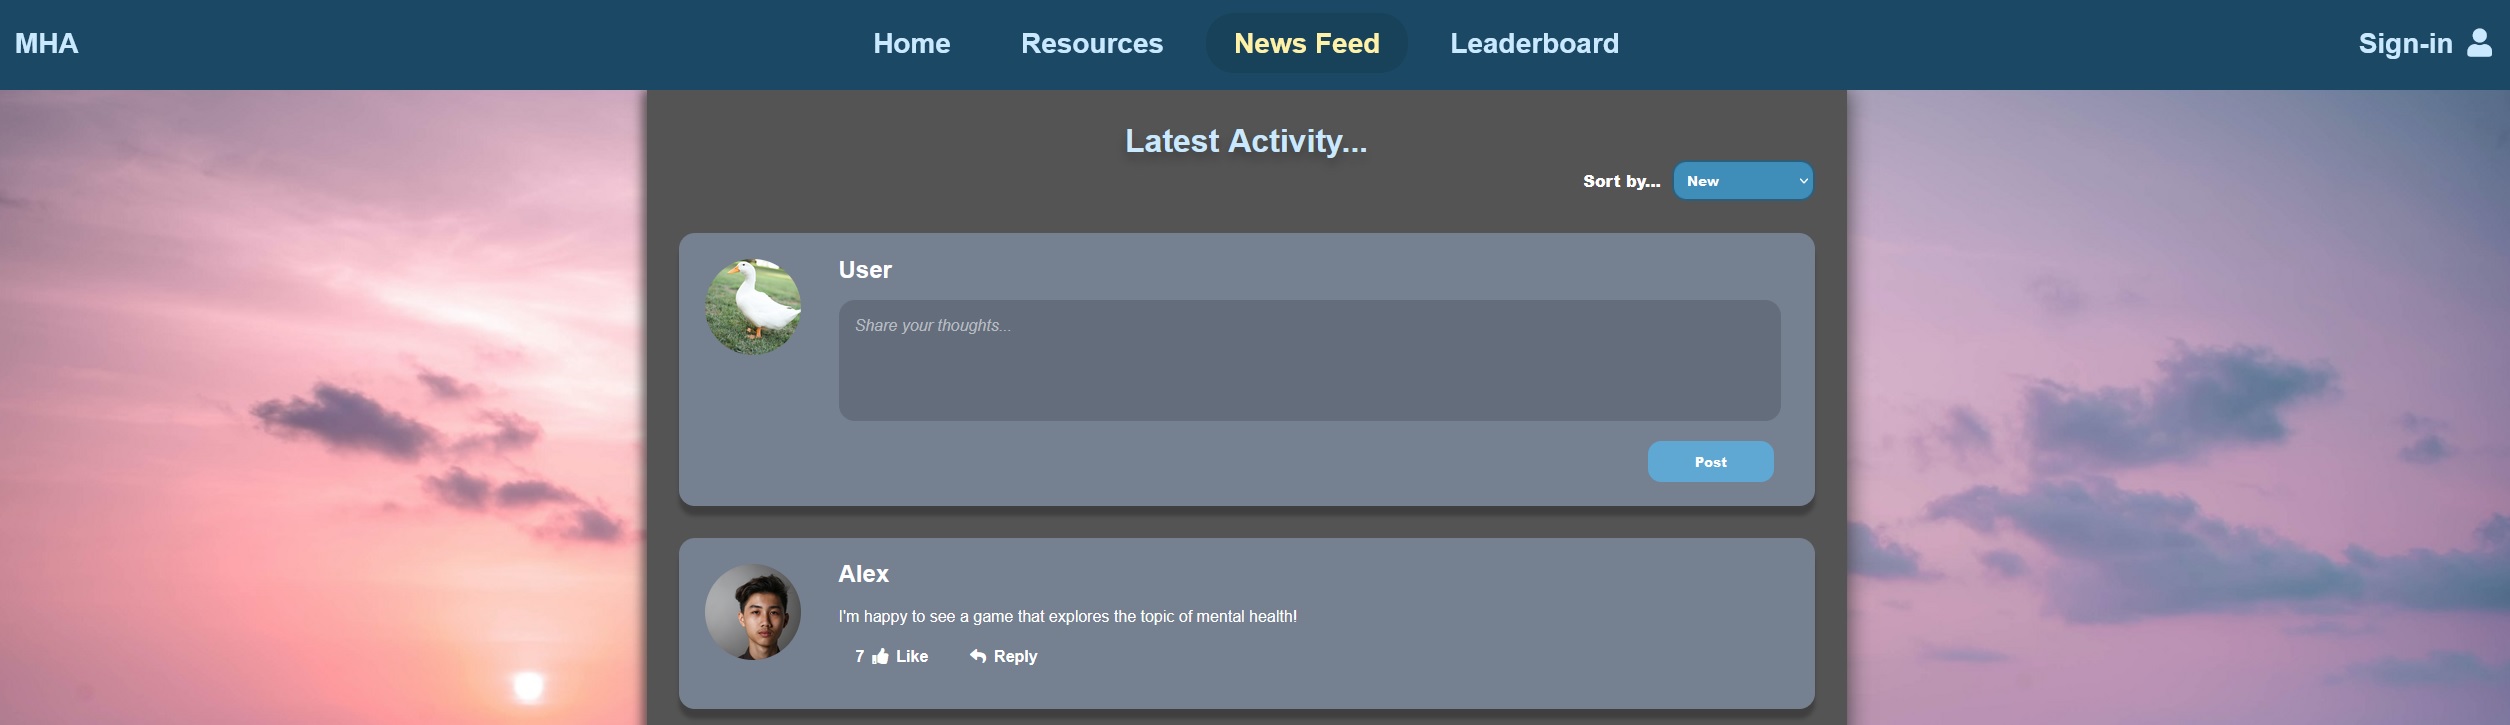 MHA Home Resources News Feed Leaderboard Sign-in
Latest Activity...
Sort by... New
User
Share your thoughts...
Post
Alex
I'm happy to see a game that explores the topic of mental health!
7 Like Reply